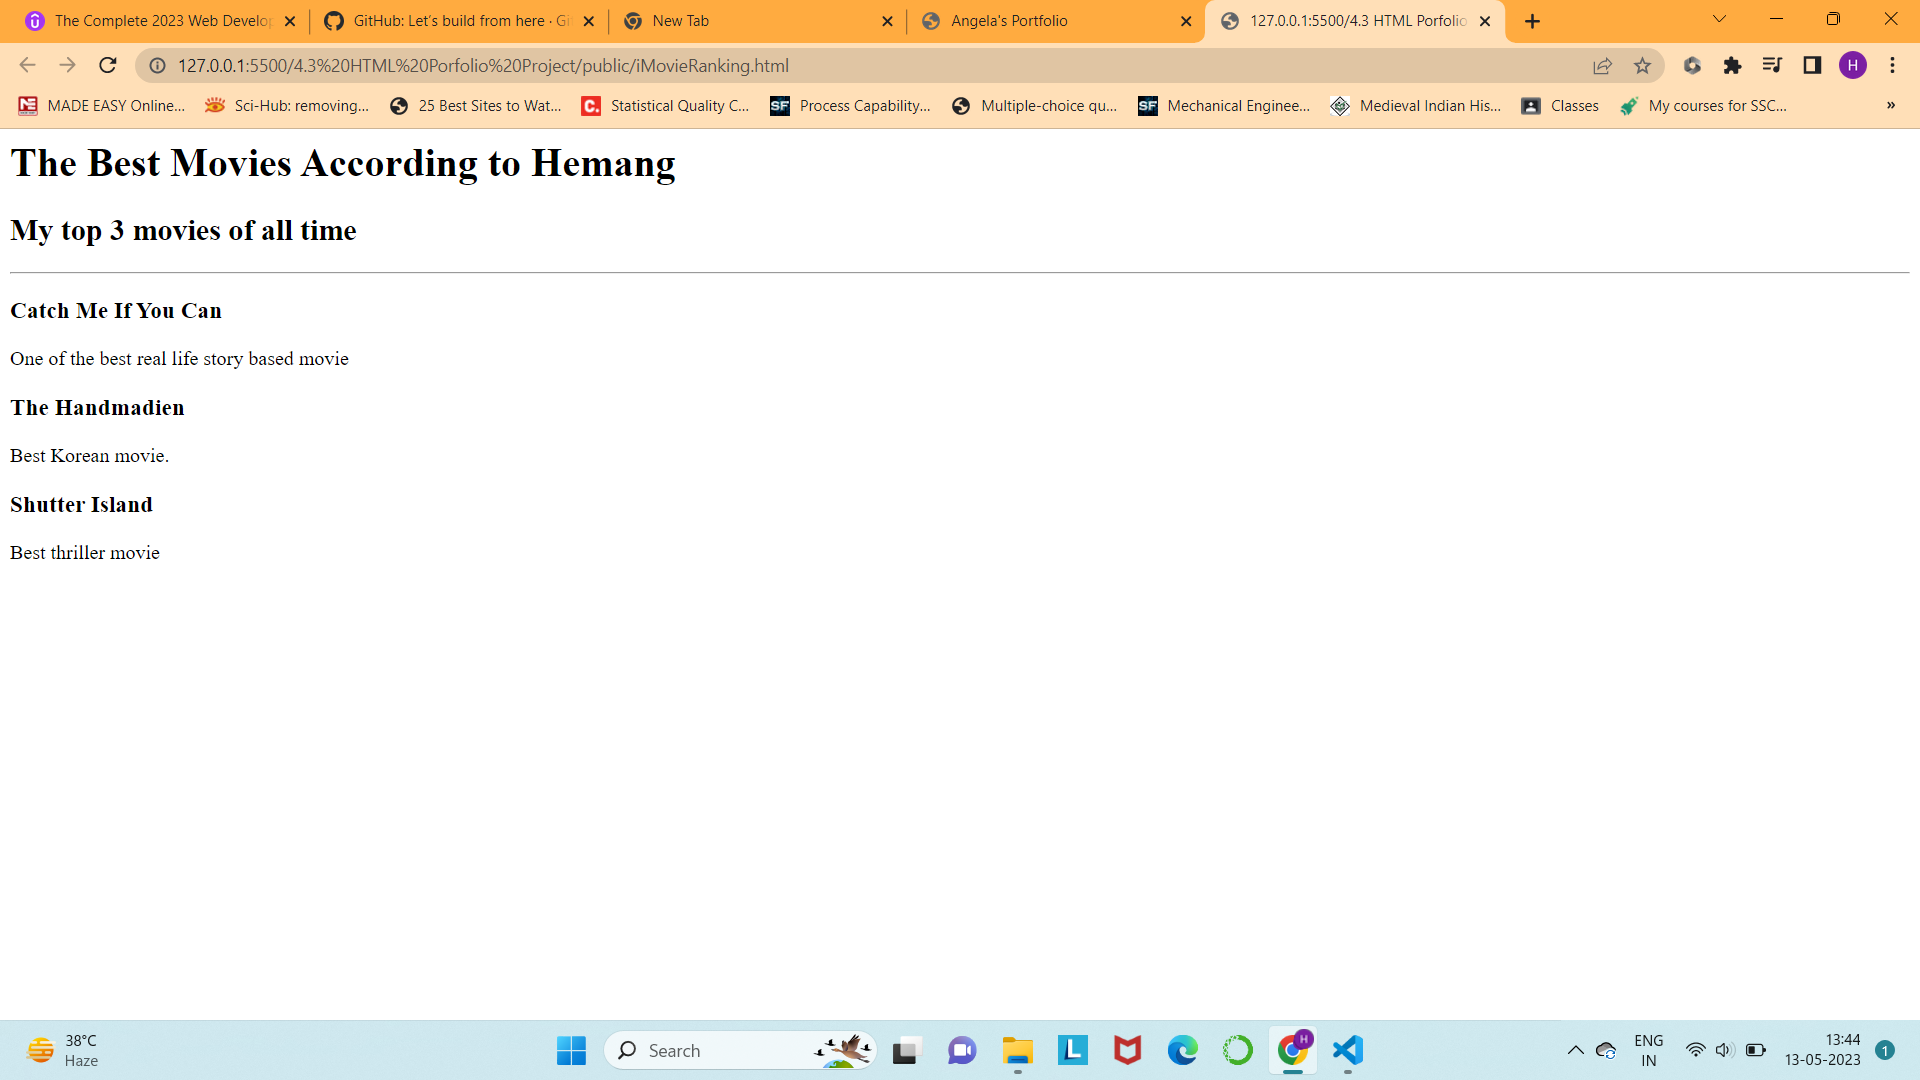 The Complete 2023 Web Develop
GitHub: Let's build from here · Gi
New Tab
Angela's Portfolio
127.0.0.1:5500/4.3 HTML Porfolio
127.0.0.1:5500/4.3%20HTML%20Porfolio%20Project/public/iMovieRanking.html
H
MADE EASY Online...
Sci-Hub: removing...
25 Best Sites to Wat...
C.
Statistical Quality C...
SF
Process Capability...
Multiple-choice qu...
SF
Mechanical Enginee...
Medieval Indian His...
Classes
My courses for SSC...
»
The Best Movies According to Hemang
My top 3 movies of all time
Catch Me If You Can
One of the best real life story based movie
The Handmadien
Best Korean movie.
Shutter Island
Best thriller movie
38°C
Haze
Search
L
H
ENG
IN
13:44
13-05-2023
1